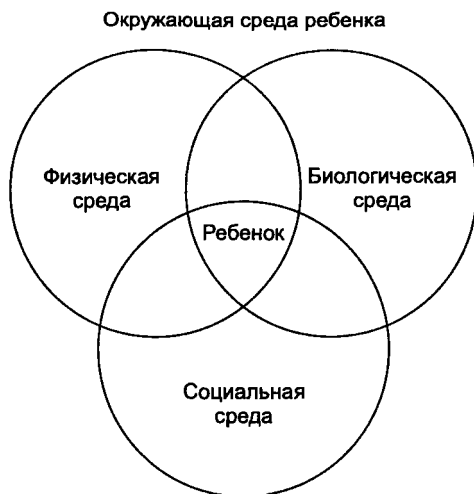 Окружающая среда ребенка
Физическая
среда
Биологическая
среда
Ребенок
Социальная
среда